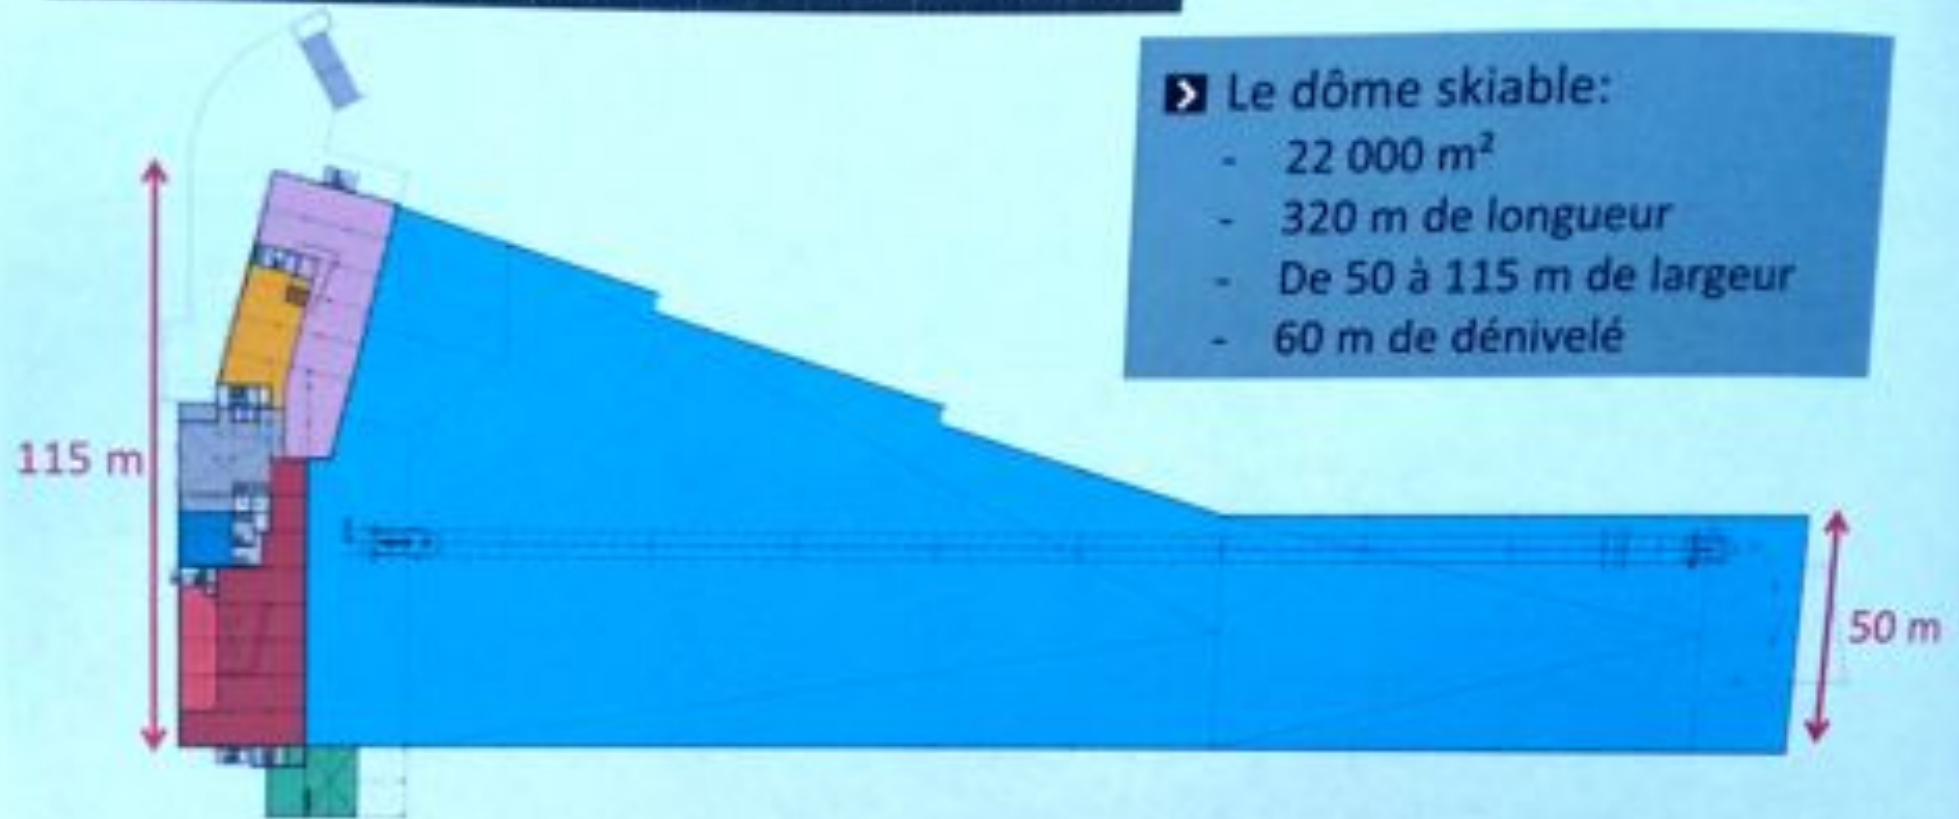 Le dôme skiable:
- 22 000 m²
- 320 m de longueur
- De 50 à 115 m de largeur
- 60 m de dénivelé
115 m
50 m